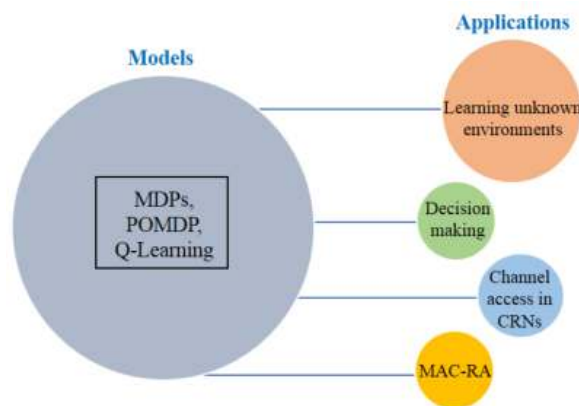 Models
Applications
MDPs,
POMDP,
Q-Learning
Learning unknown
environments
Decision
making
Channel
access in
CRNs
MAC-RA